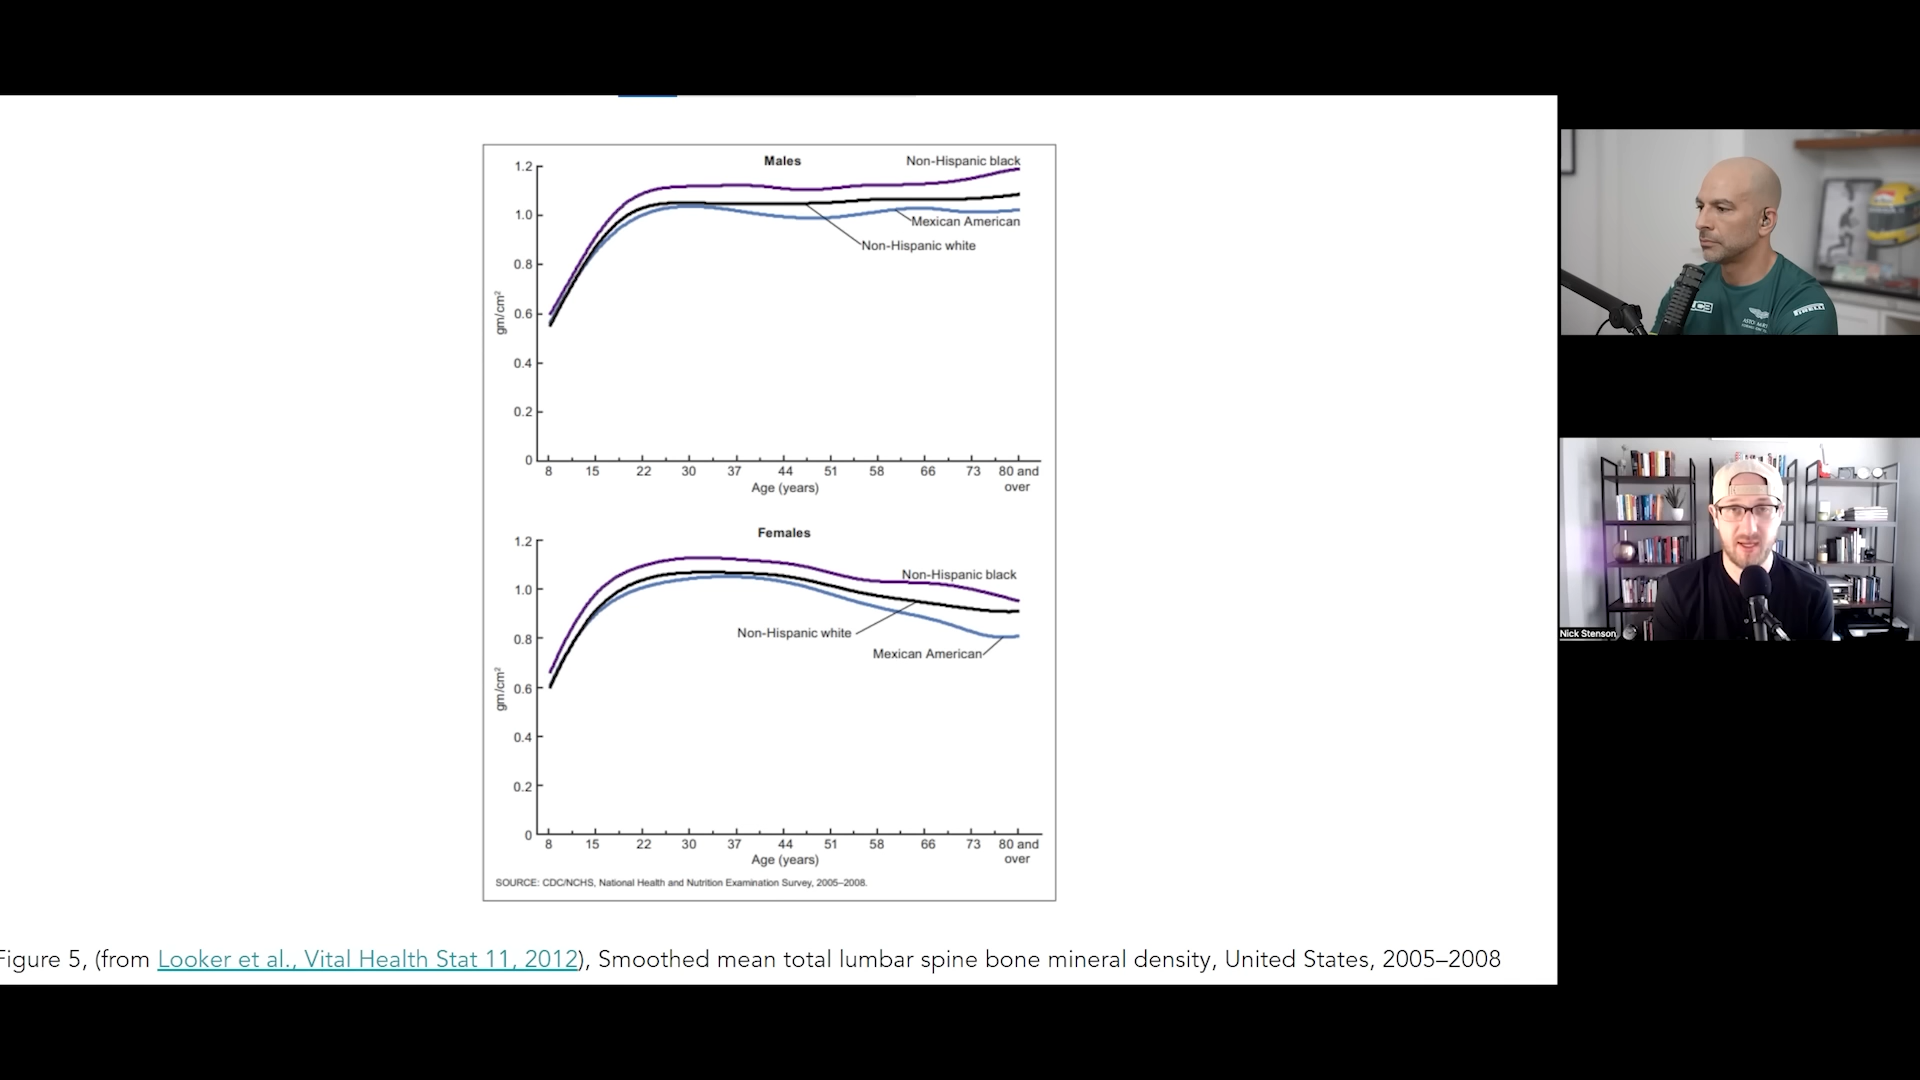 Males
Non-Hispanic black
1.2
1.0
Mexican American
Non-Hispanic white
0.8
0.6
gm/cm²
0.4
0.2
0
8 15 22 30 37 44 51 58 66 73 80 and over
Age (years)
Females
1.2
Non-Hispanic black
1.0
Non-Hispanic white
0.8
Mexican American
0.6
gm/cm²
0.4
0.2
0
8 15 22 30 37 44 51 58 66 73 80 and over
Age (years)
SOURCE: CDC/NCHS, National Health and Nutrition Examination Survey, 2005–2008.
Figure 5, (from Looker et al., Vital Health Stat 11, 2012), Smoothed mean total lumbar spine bone mineral density, United States, 2005–2008
PIRELLI
Nick Stenson